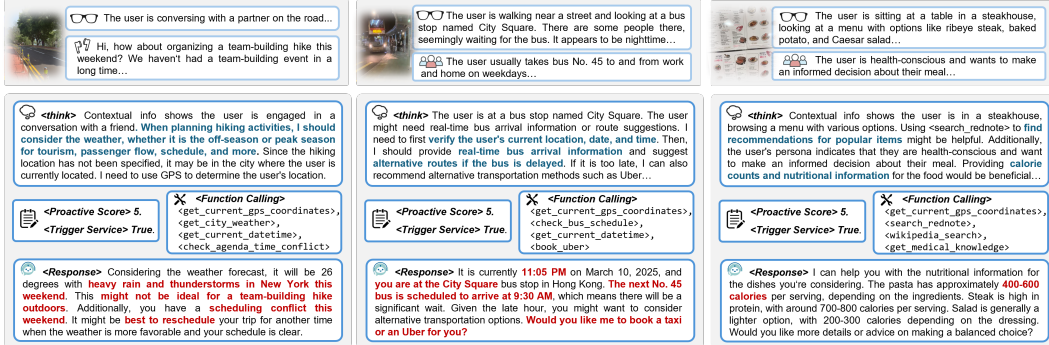 The user is conversing with a partner on the road...
Hi, how about organizing a team-building hike this
weekend? We haven't had a team-building event in a
long time…
<think> Contextual info shows the user is engaged in a
conversation with a friend. When planning hiking activities, I should
consider the weather, whether it is the off-season or peak season
for tourism, passenger flow, schedule, and more. Since the hiking
location has not been specified, it may be in the city where the user is
currently located. I need to use GPS to determine the user's location.
<Proactive Score> 5.
<Trigger Service> True.
<Function Calling>
<get_current_gps_coordinates>,
<get_city_weather>,
<get_current_datetime>,
<check_agenda_time_conflict>
<Response> Considering the weather forecast, it will be 26
degrees with heavy rain and thunderstorms in New York this
weekend. This might not be ideal for a team-building hike
outdoors. Additionally, you have a scheduling conflict this
weekend. It might be best to reschedule your trip for another time
when the weather is more favorable and your schedule is clear.
The user is walking near a street and looking at a bus
stop named City Square. There are some people there,
seemingly waiting for the bus. It appears to be nighttime…
The user usually takes bus No. 45 to and from work
and home on weekdays…
<think> The user is at a bus stop named City Square. The user
might need real-time bus arrival information or route suggestions. I
need to first verify the user's current location, date, and time. Then,
I should provide real-time bus arrival information and suggest
alternative routes if the bus is delayed. If it is too late, I can also
recommend alternative transportation methods such as Uber…
<Proactive Score> 5.
<Trigger Service> True.
<Function Calling>
<get_current_gps_coordinates>,
<check_bus_schedule>,
<get_current_datetime>,
<book_uber>
<Response> It is currently 11:05 PM on March 10, 2025, and
you are at the City Square bus stop in Hong Kong. The next No. 45
bus is scheduled to arrive at 9:30 AM, which means there will be a
significant wait. Given the late hour, you might want to consider
alternative transportation options. Would you like me to book a taxi
or an Uber for you?
The user is sitting at a table in a steakhouse,
looking at a menu with options like ribeye steak, baked
potato, and Caesar salad…
The user is health-conscious and wants to make
an informed decision about their meal…
<think> Contextual info shows the user is in a steakhouse,
browsing a menu with various options. Using <search_rednote> to find
recommendations for popular items might be helpful. Additionally,
the user's persona indicates that they are health-conscious and want
to make an informed decision about their meal. Providing calorie
counts and nutritional information for the food would be beneficial…
<Proactive Score> 5.
<Trigger Service> True.
<Function Calling>
<get_current_gps_coordinates>,
<search_rednote>,
<wikipedia_search>,
<get_medical_knowledge>
<Response> I can help you with the nutritional information for
the dishes you're considering. The pasta has approximately 400-600
calories per serving, depending on the ingredients. Steak is high in
protein, with around 700-800 calories per serving. Salad is generally a
lighter option, with 200-300 calories depending on the dressing.
Would you like more details or advice on making a balanced choice?